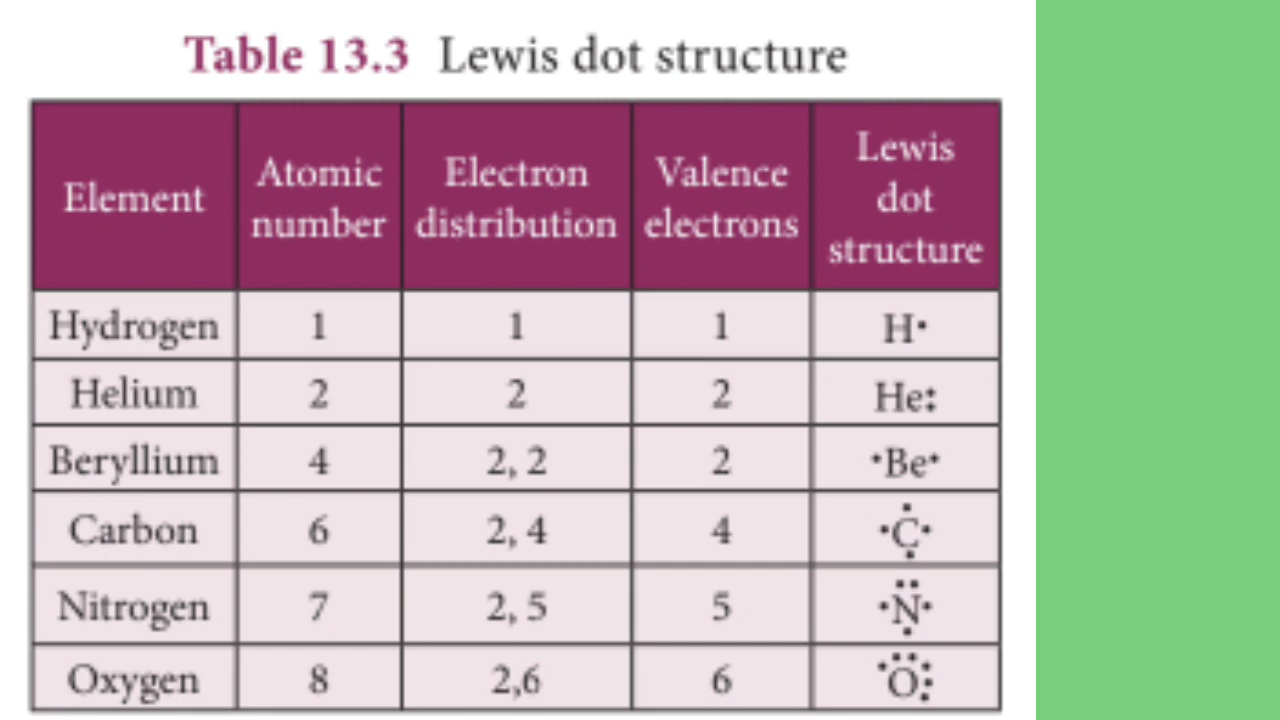 Table 13.3 Lewis dot structure
Element Atomic number Electron distribution Valence electrons Lewis dot structure
Hydrogen 1 1 1 H·
Helium 2 2 2 He:
Beryllium 4 2, 2 2 ·Be·
Carbon 6 2, 4 4 ·C·
Nitrogen 7 2, 5 5 ·N·
Oxygen 8 2,6 6 O: